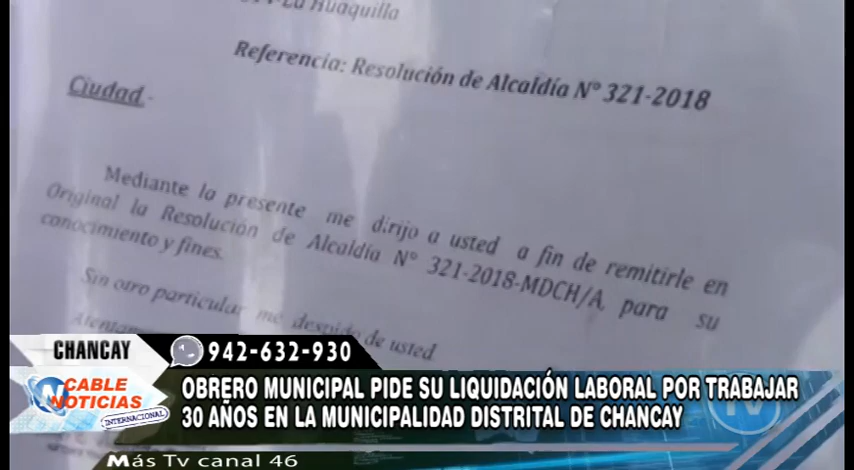 La Huaquilla
Referencia: Resolución de Alcaldía N° 321-2018
Ciudad.-
Mediante la presente me dirijo a usted a fin de remitirle en
Original la Resolución de Alcaldía N° 321-2018-MDCH/A, para su
conocimiento y fines.
Sin otro particular me despido de usted
CHANCAY
942-632-930
CABLE
NOTICIAS
INTERNACIONAL
OBRERO MUNICIPAL PIDE SU LIQUIDACIÓN LABORAL POR TRABAJAR
30 AÑOS EN LA MUNICIPALIDAD DISTRITAL DE CHANCAY
TV
Más Tv canal 46